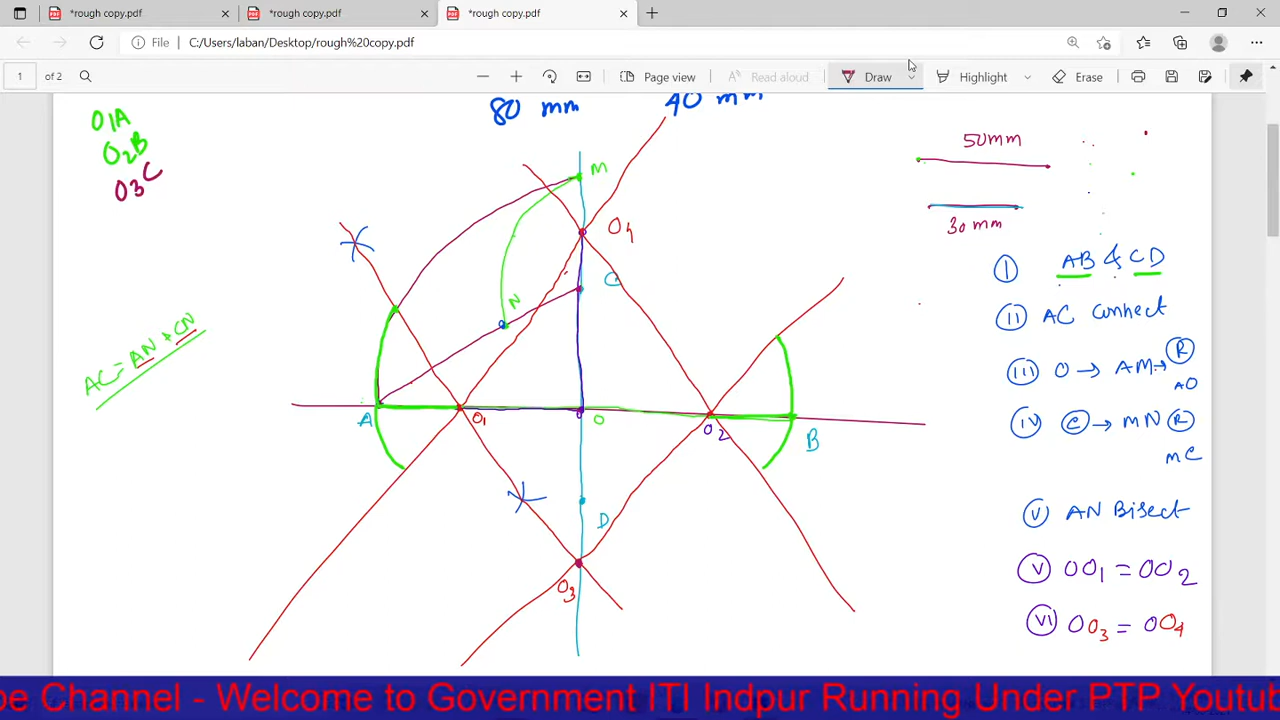 *rough copy.pdf
*rough copy.pdf
*rough copy.pdf
File
C:/Users/laban/Desktop/rough%20copy.pdf
1
of 2
Page view
Read aloud
Draw
Highlight
Erase
80 mm
40 mm
O1A
O2B
O3C
M
O4
C
N
AC = AN + CN
A
O1
O
O2
B
D
O3
50mm
30mm
I AB & CD
II AC connect
III O → AM → R
AO
IV C → MN R
MC
V AN Bisect
V OO1 = OO2
VI OO3 = OO4
be Channel - Welcome to Government ITI Indpur Running Under PTP Youtub